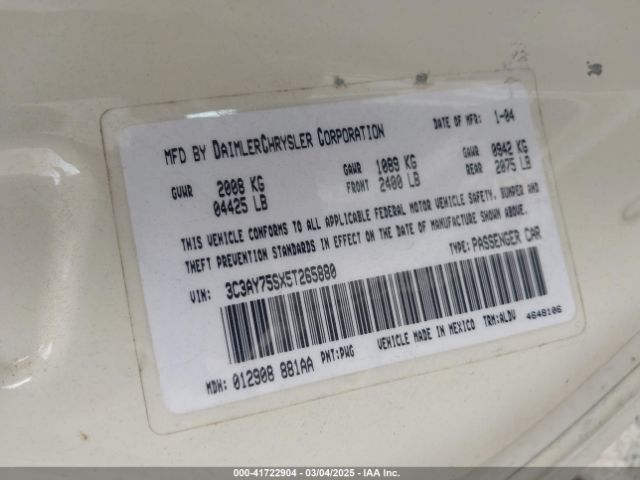 MFD BY DAIMLERCHRYSLER CORPORATION DATE OF MFR: 1-04
GVWR 2008 KG GAWR 1089 KG GAWR 0942 KG
04425 LB FRONT 2400 LB REAR 2075 LB
THIS VEHICLE CONFORMS TO ALL APPLICABLE FEDERAL MOTOR VEHICLE SAFETY, BUMPER AND
THEFT PREVENTION STANDARDS IN EFFECT ON THE DATE OF MANUFACTURE SHOWN ABOVE.
VIN: 3C3AY75SX5T265880 TYPE: PASSENGER CAR
MDH: 012908 881AA PNT: PWG VEHICLE MADE IN MEXICO TRM: ALDV 4648106
000-41722904 - 03/04/2025 - IAA Inc.